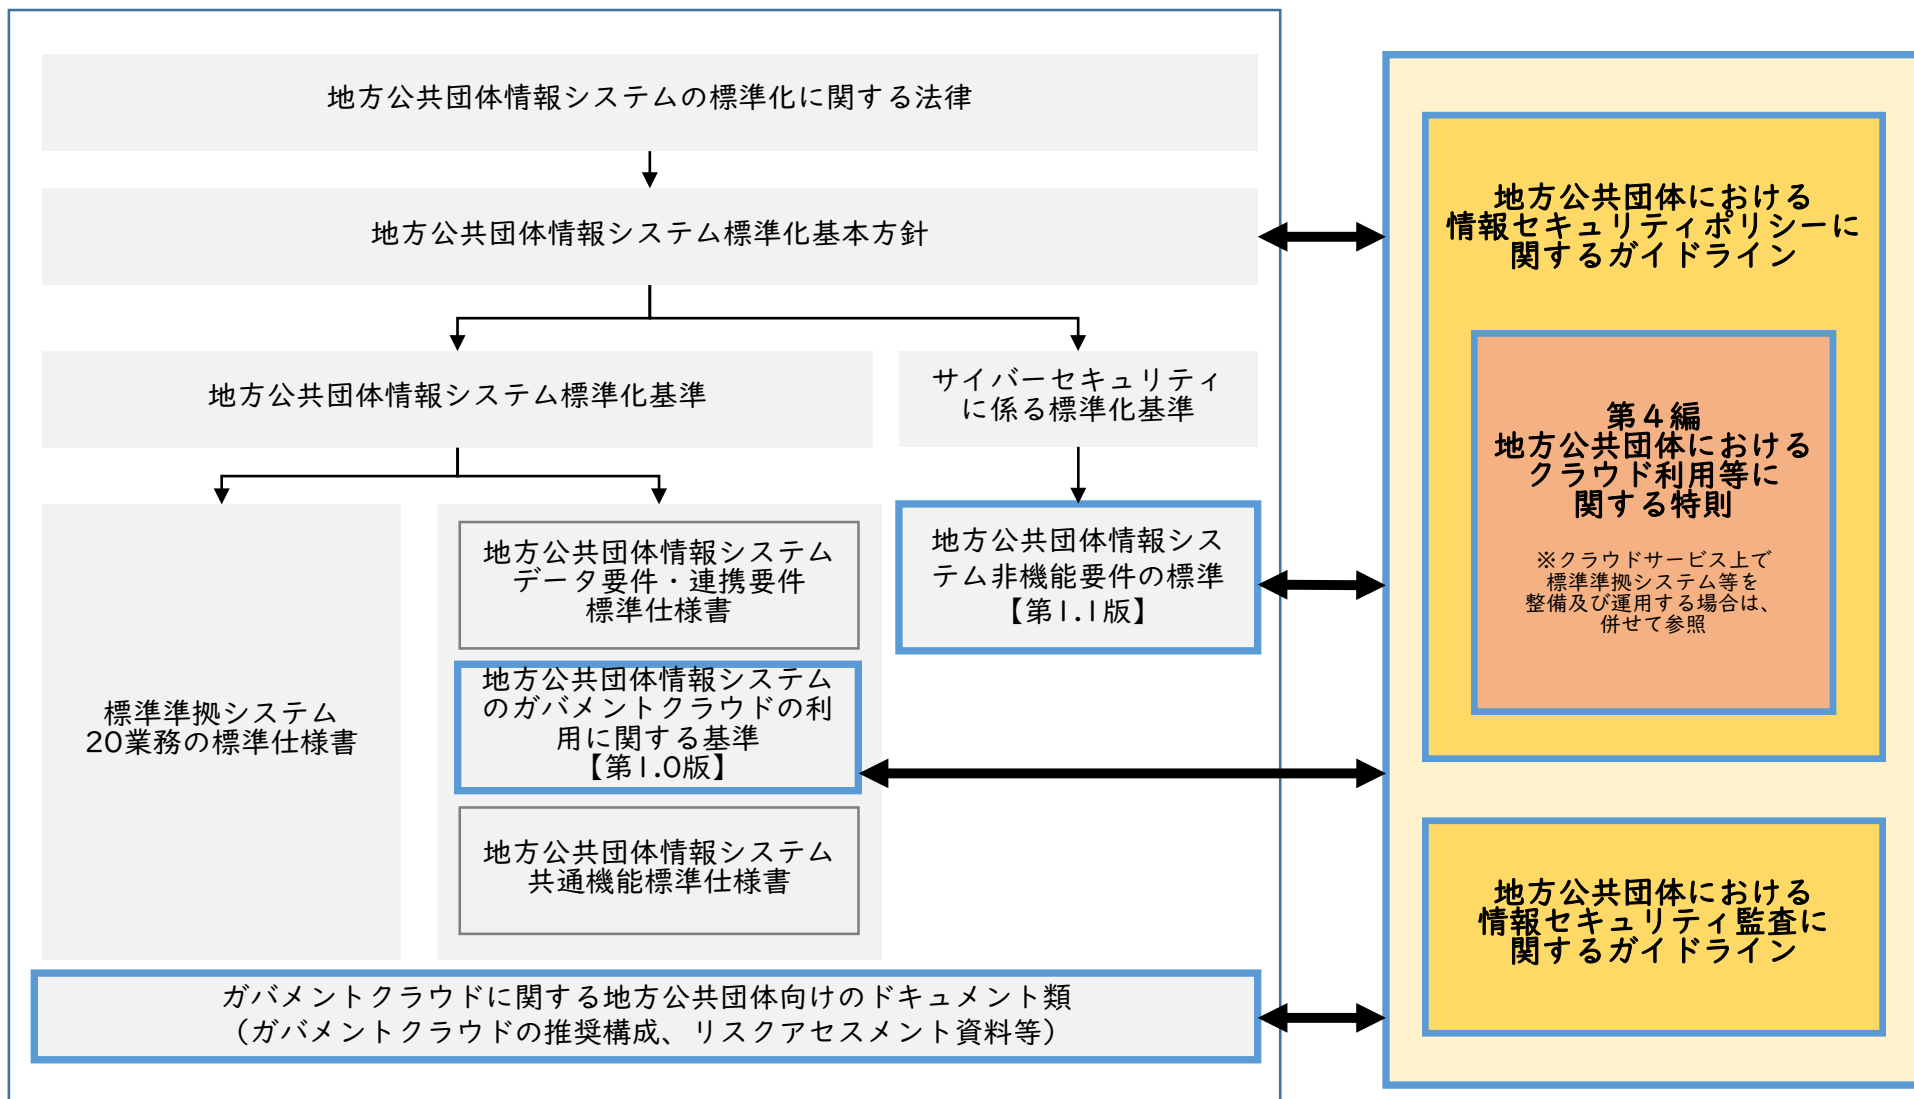 地方公共団体情報システムの標準化に関する法律
地方公共団体情報システム標準化基本方針
地方公共団体情報システム標準化基準
サイバーセキュリティ
に係る標準化基準
標準準拠システム
20業務の標準仕様書
地方公共団体情報システム
データ要件・連携要件
標準仕様書
地方公共団体情報システム
のガバメントクラウドの利
用に関する基準
【第1.0版】
地方公共団体情報システム
共通機能標準仕様書
地方公共団体情報シス
テム非機能要件の標準
【第1.1版】
ガバメントクラウドに関する地方公共団体向けのドキュメント類
（ガバメントクラウドの推奨構成、リスクアセスメント資料等）
地方公共団体における
情報セキュリティポリシーに
関するガイドライン
第４編
地方公共団体における
クラウド利用等に
関する特則
※クラウドサービス上で
標準準拠システム等を
整備及び運用する場合は、
併せて参照
地方公共団体における
情報セキュリティ監査に
関するガイドライン